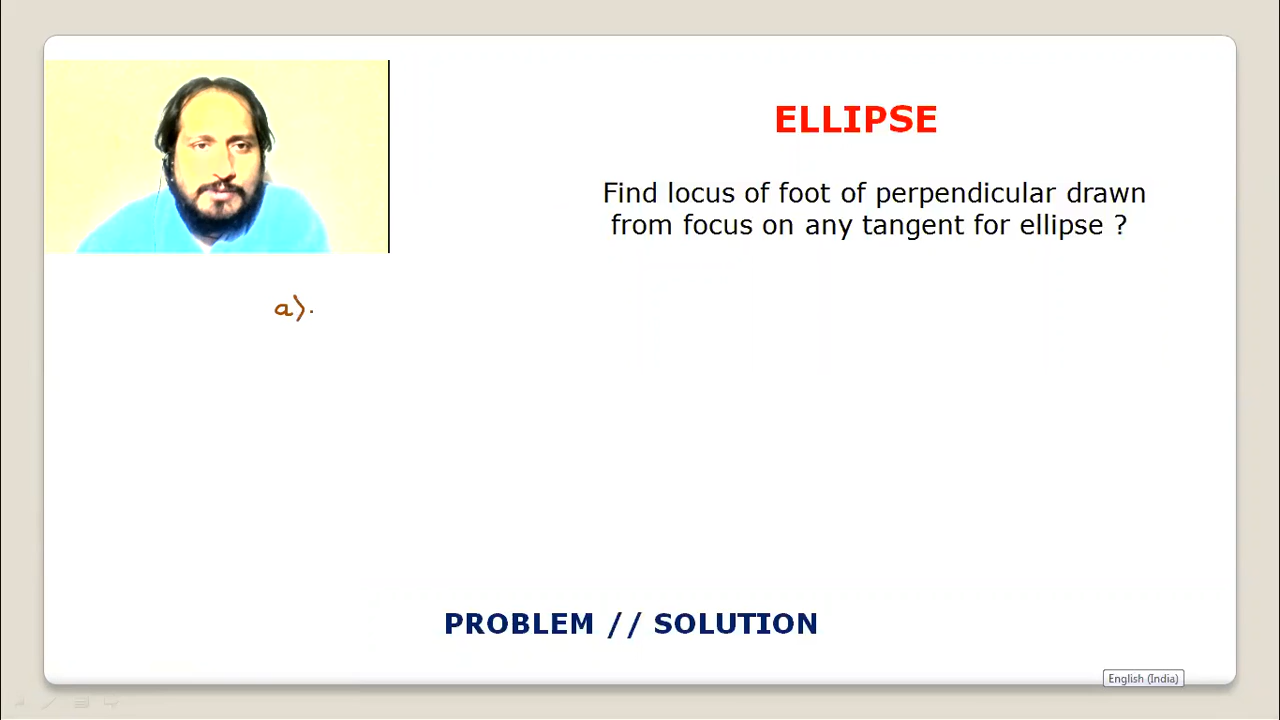 ELLIPSE
Find locus of foot of perpendicular drawn
from focus on any tangent for ellipse ?
a).
PROBLEM // SOLUTION
English (India)